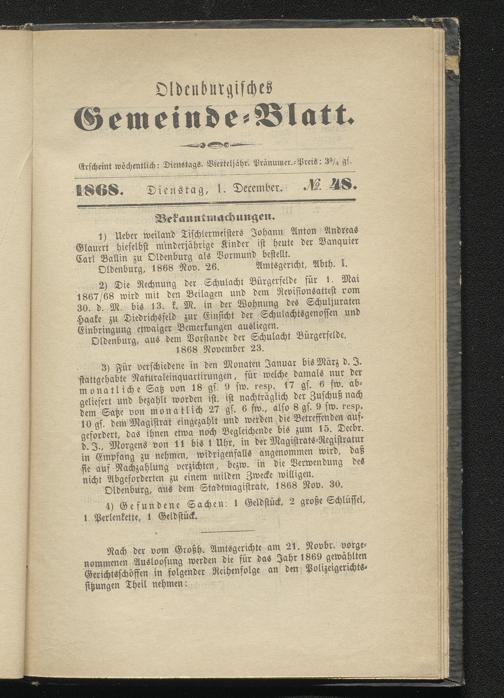 Oldenburgisches
Gemeinde-Blatt.
Erscheint wöchentlich: Dienstags. Vierteljähr. Pränumer.-Preis: 3¾ gs.
1868. Dienstag, 1. December. № 48.
Bekanntmachungen.
1) Ueber weiland Tischlermeisters Johann Anton Andreas
Glauert hieselbst minderjährige Kinder ist heute der Banquier
Carl Ballin zu Oldenburg als Vormund bestellt.
Oldenburg, 1868 Nov. 26. Amtsgericht, Abth. I.
2) Die Rechnung der Schulacht Bürgerfelde für 1. Mai
1867/68 wird mit den Beilagen und dem Revisionsattest vom
30. d. M. bis 13. k. M. in der Wohnung des Schuljuraten
Haake zu Diedrichsfeld zur Einsicht der Schulachtsgenossen und
Einbringung etwaiger Bemerkungen ausliegen.
Oldenburg, aus dem Vorstande der Schulacht Bürgerfelde.
1868 November 23.
3) Für verschiedene in den Monaten Januar bis März d. J.
stattgehabte Naturaleinquartirungen, für welche damals nur der
monatliche Satz von 18 gs. 9 sw. resp. 17 gs. 6 sw. ab-
geliefert und bezahlt worden ist, ist nachträglich der Zuschuß nach
dem Satze von monatlich 27 gs. 6 sw., also 8 gs. 9 sw. resp.
10 gs. dem Magistrat eingezahlt und werden die Betreffenden auf-
gefordert, das ihnen etwa noch Begleichende bis zum 15. Decbr.
d. J., Morgens von 11 bis 1 Uhr, in der Magistrats-Registratur
in Empfang zu nehmen, widrigenfalls angenommen wird, daß
sie auf Nachzahlung verzichten, bezw. in die Verwendung des
nicht Abgeforderten zu einem milden Zwecke willigen.
Oldenburg, aus dem Stadtmagistrate, 1868 Nov. 30.
4) Gefundene Sachen: 1 Geldstück, 2 große Schlüssel,
1 Perlenkette, 1 Geldstück.
Nach der vom Großh. Amtsgerichte am 21. Novbr. vorge-
nommenen Ausloosung werden die für das Jahr 1869 gewählten
Gerichtsschöffen in folgender Reihenfolge an den Polizeigerichts-
sitzungen Theil nehmen: